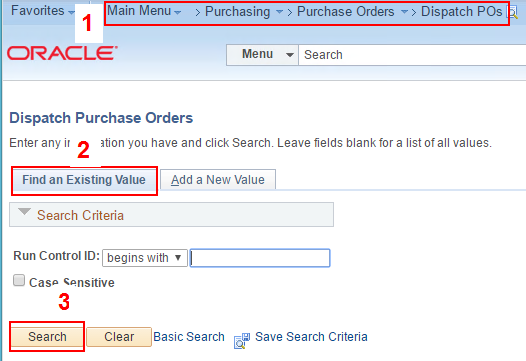 Favorites Main Menu > Purchasing > Purchase Orders > Dispatch POs
1
ORACLE
Menu Search
Dispatch Purchase Orders
Enter any in ation you have and click Search. Leave fields blank for a list of all values.
2
Find an Existing Value Add a New Value
Search Criteria
Run Control ID: begins with
Case Sensitive
3
Search Clear Basic Search Save Search Criteria